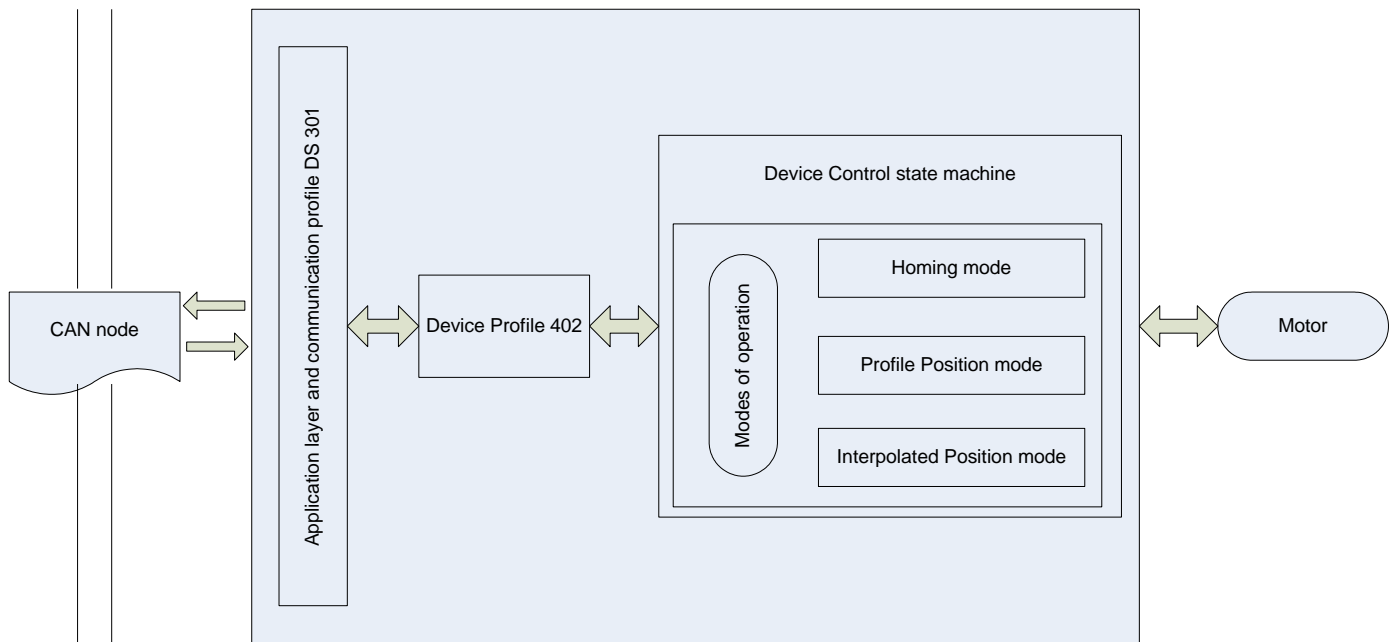 CAN node
Application layer and communication profile DS 301
Device Profile 402
Device Control state machine
Modes of operation
Homing mode
Profile Position mode
Interpolated Position mode
Motor